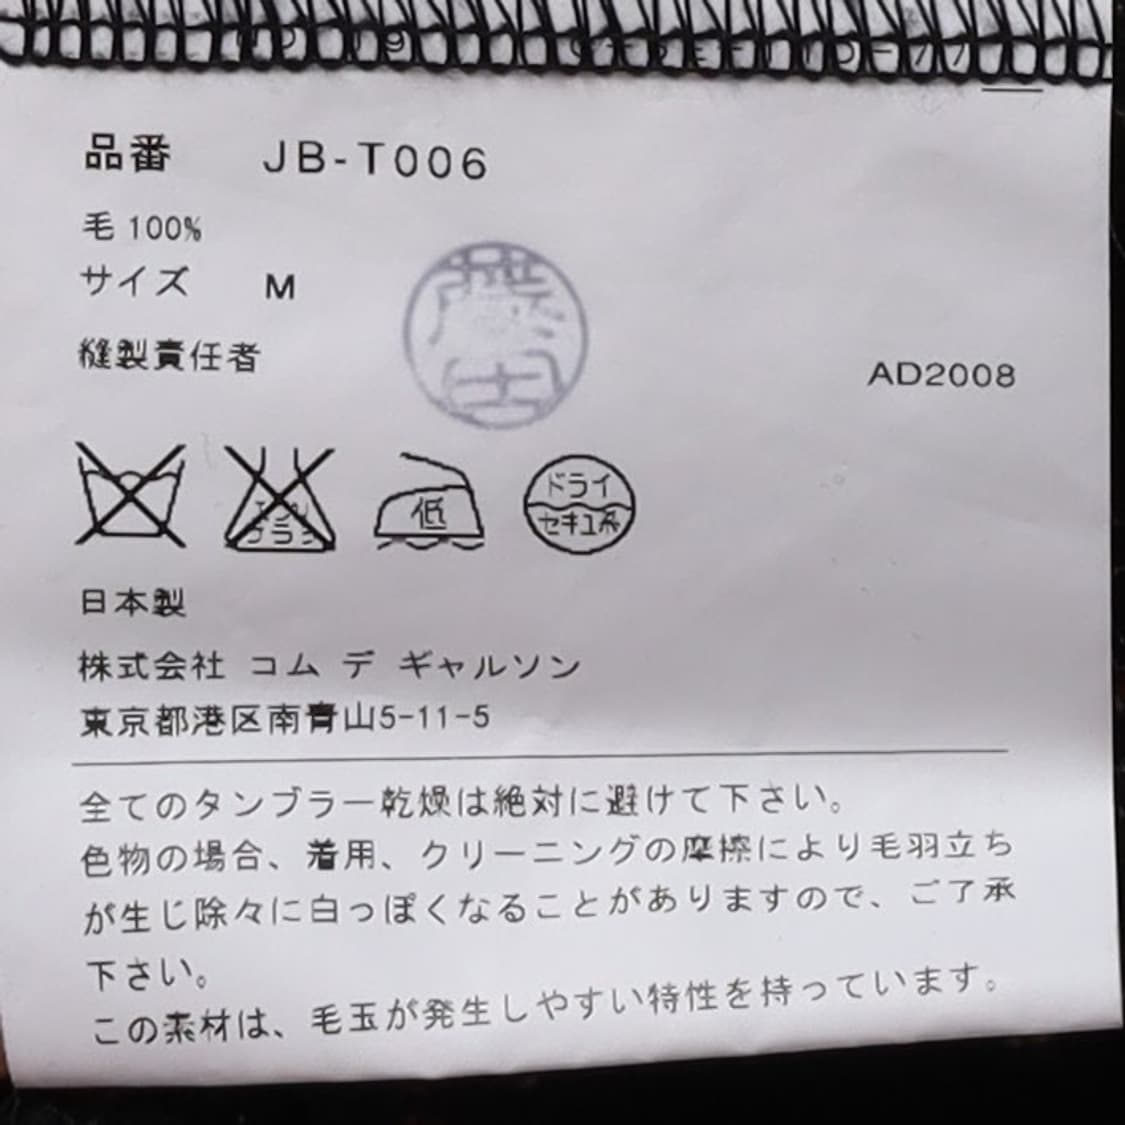 品番 JB-T006
毛 100%
サイズ M
縫製責任者
AD2008
低
ドライ
セキユ系
日本製
株式会社 コム デ ギャルソン
東京都港区南青山5-11-5
全てのタンブラー乾燥は絶対に避けて下さい。
色物の場合、着用、クリーニングの摩擦により毛羽立ち
が生じ除々に白っぽくなることがありますので、ご了承
下さい。
この素材は、毛玉が発生しやすい特性を持っています。